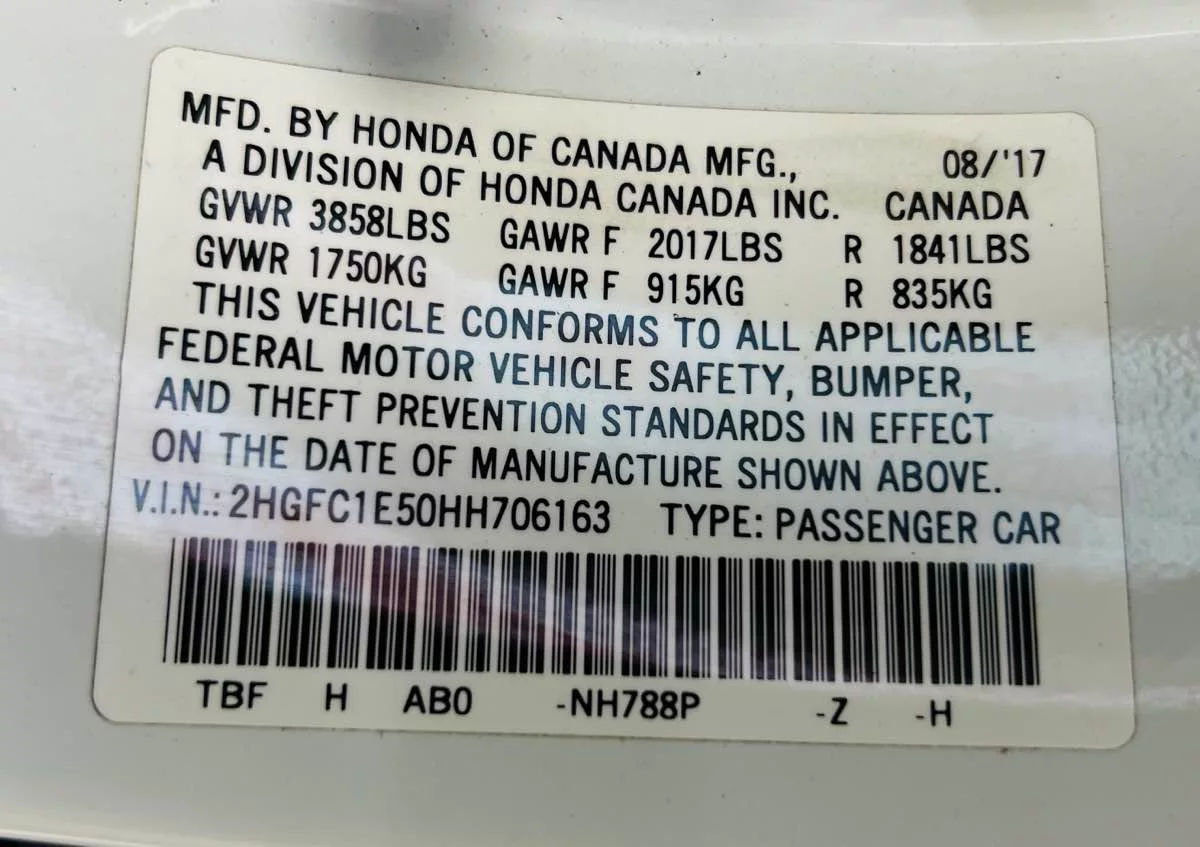 MFD. BY HONDA OF CANADA MFG., 08/'17
A DIVISION OF HONDA CANADA INC. CANADA
GVWR 3858LBS GAWR F 2017LBS R 1841LBS
GVWR 1750KG GAWR F 915KG R 835KG
THIS VEHICLE CONFORMS TO ALL APPLICABLE
FEDERAL MOTOR VEHICLE SAFETY, BUMPER,
AND THEFT PREVENTION STANDARDS IN EFFECT
ON THE DATE OF MANUFACTURE SHOWN ABOVE.
V.I.N.: 2HGFC1E50HH706163 TYPE: PASSENGER CAR
TBF H AB0 -NH788P -Z -H